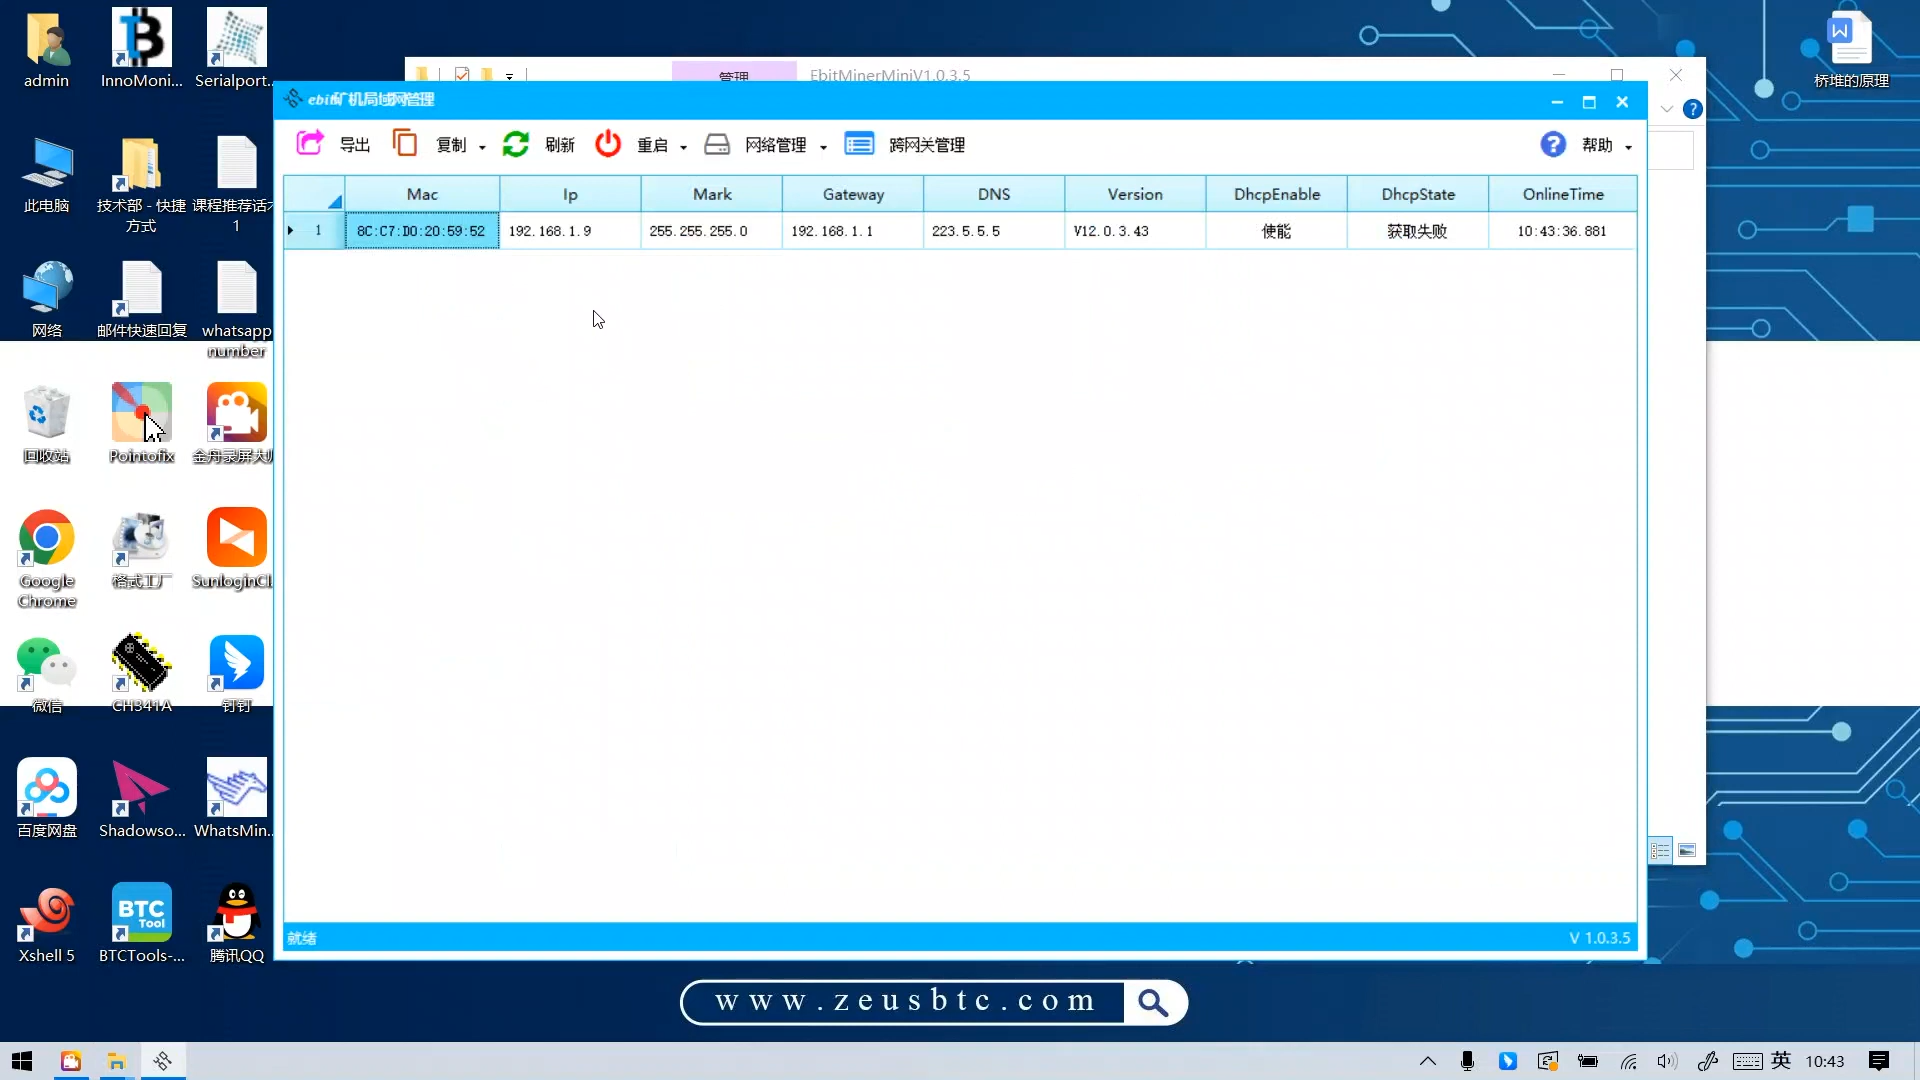 admin
InnoMoni...
Serialport...
桥堆的原理
管理
EbitMinerMiniV1.0.3.5
矿机局域网管理
导出
复制
刷新
重启
网络管理
跨网关管理
帮助
Mac
Ip
Mark
Gateway
DNS
Version
DhcpEnable
DhcpState
OnlineTime
1
8C:C7:D0:20:59:52
192.168.1.9
255.255.255.0
192.168.1.1
223.5.5.5
V12.0.3.43
使能
获取失败
10:43:36.881
此电脑
技术部 - 快捷
方式
课程推荐话术
1
网络
邮件快速回复
whatsapp
number
回收站
Pointofix
金舟录屏大师
Google
Chrome
格式工厂
SunloginCl...
微信
CH341A
钉钉
百度网盘
Shadowso...
WhatsMin...
Xshell 5
BTC
Tool
BTCTools-...
腾讯QQ
就绪
V 1.0.3.5
www.zeusbtc.com
英
10:43